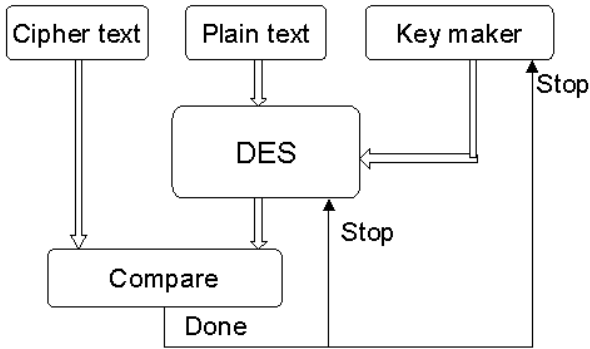 Cipher text
Plain text
Key maker
Stop
DES
Stop
Compare
Done